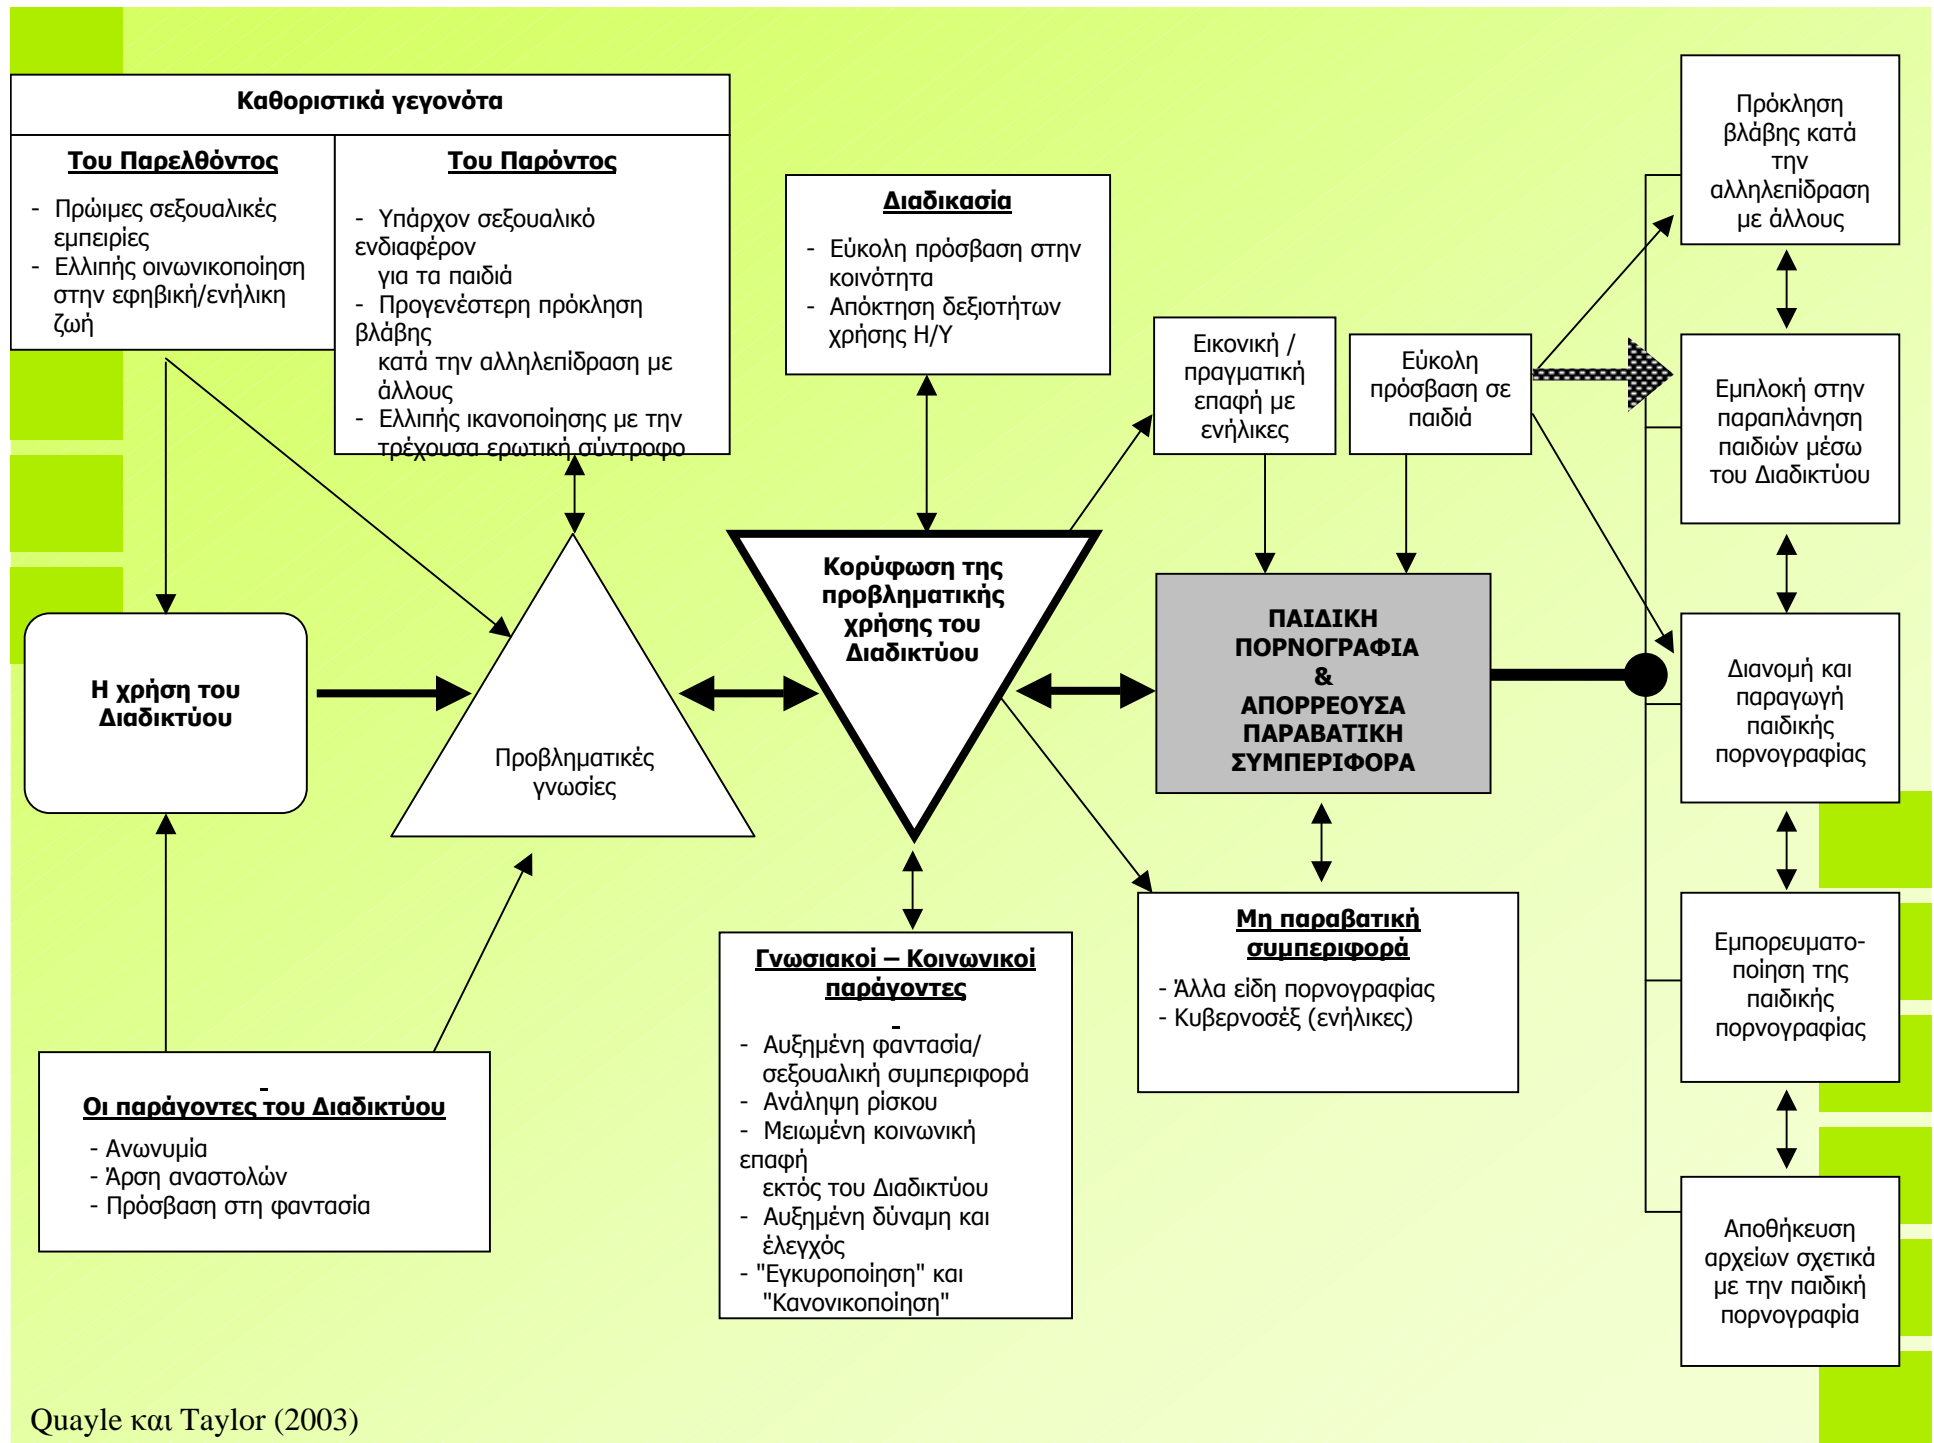 Καθοριστικά γεγονότα
Του Παρελθόντος
- Πρώιμες σεξουαλικές
εμπειρίες
- Ελλιπής οινωνικοποίηση
στην εφηβική/ενήλικη
ζωή
Του Παρόντος
- Υπάρχον σεξουαλικό
ενδιαφέρον
για τα παιδιά
- Προγενέστερη πρόκληση
βλάβης
κατά την αλληλεπίδραση με
άλλους
- Ελλιπής ικανοποίησης με την
τρέχουσα ερωτική σύντροφο
Διαδικασία
- Εύκολη πρόσβαση στην
κοινότητα
- Απόκτηση δεξιοτήτων
χρήσης Η/Υ
Εικονική /
πραγματική
επαφή με
ενήλικες
Εύκολη
πρόσβαση σε
παιδιά
Πρόκληση
βλάβης κατά
την
αλληλεπίδραση
με άλλους
Εμπλοκή στην
παραπλάνηση
παιδιών μέσω
του Διαδικτύου
Η χρήση του
Διαδικτύου
Προβληματικές
γνωσίες
Κορύφωση της
προβληματικής
χρήσης του
Διαδικτύου
ΠΑΙΔΙΚΗ
ΠΟΡΝΟΓΡΑΦΙΑ
&
ΑΠΟΡΡΕΟΥΣΑ
ΠΑΡΑΒΑΤΙΚΗ
ΣΥΜΠΕΡΙΦΟΡΑ
Διανομή και
παραγωγή
παιδικής
πορνογραφίας
Οι παράγοντες του Διαδικτύου
- Ανωνυμία
- Άρση αναστολών
- Πρόσβαση στη φαντασία
Γνωσιακοί – Κοινωνικοί
παράγοντες
- Αυξημένη φαντασία/
σεξουαλική συμπεριφορά
- Ανάληψη ρίσκου
- Μειωμένη κοινωνική
επαφή
εκτός του Διαδικτύου
- Αυξημένη δύναμη και
έλεγχός
- "Εγκυροποίηση" και
"Κανονικοποίηση"
Μη παραβατική
συμπεριφορά
- Άλλα είδη πορνογραφίας
- Κυβερνοσέξ (ενήλικες)
Εμπορευματο-
ποίηση της
παιδικής
πορνογραφίας
Αποθήκευση
αρχείων σχετικά
με την παιδική
πορνογραφία
Quayle και Taylor (2003)